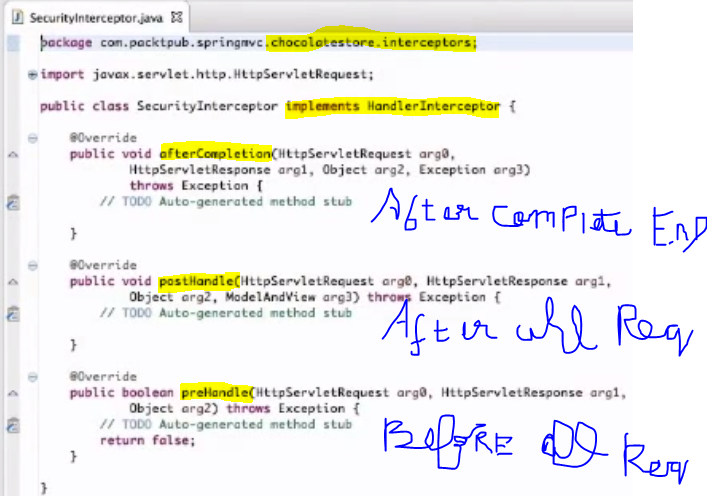 SecurityInterceptor.java
package com.packtpub.springmvc.chocolatestore.interceptors;
import javax.servlet.http.HttpServletRequest;
public class SecurityInterceptor implements HandlerInterceptor {
@Override
public void afterCompletion(HttpServletRequest arg0,
HttpServletResponse arg1, Object arg2, Exception arg3)
throws Exception {
// TODO Auto-generated method stub
After complete End
}
@Override
public void postHandle(HttpServletRequest arg0, HttpServletResponse arg1,
Object arg2, ModelAndView arg3) throws Exception {
// TODO Auto-generated method stub
After Req
}
@Override
public boolean preHandle(HttpServletRequest arg0, HttpServletResponse arg1,
Object arg2) throws Exception {
// TODO Auto-generated method stub
return false;
Before all Req
}
}